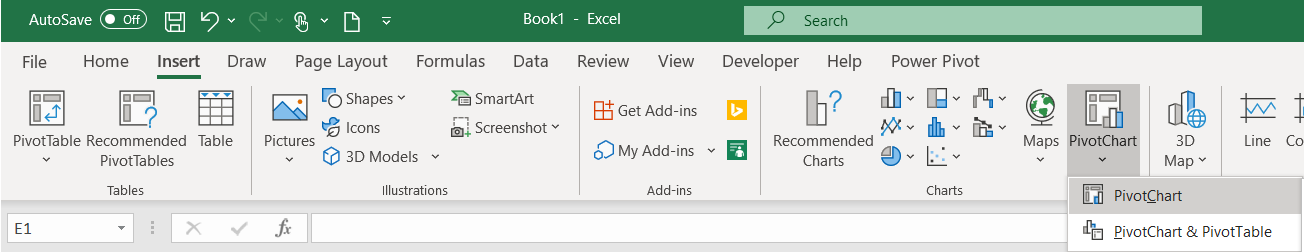 AutoSave Off Book1 - Excel Search
File Home Insert Draw Page Layout Formulas Data Review View Developer Help Power Pivot
PivotTable
Recommended
PivotTables
Table
Tables
Pictures
Shapes
Icons
3D Models
SmartArt
Screenshot
Illustrations
Get Add-ins
My Add-ins
Add-ins
Recommended
Charts
Maps
PivotChart
Charts
3D
Map
Line
E1
fx
PivotChart
PivotChart & PivotTable